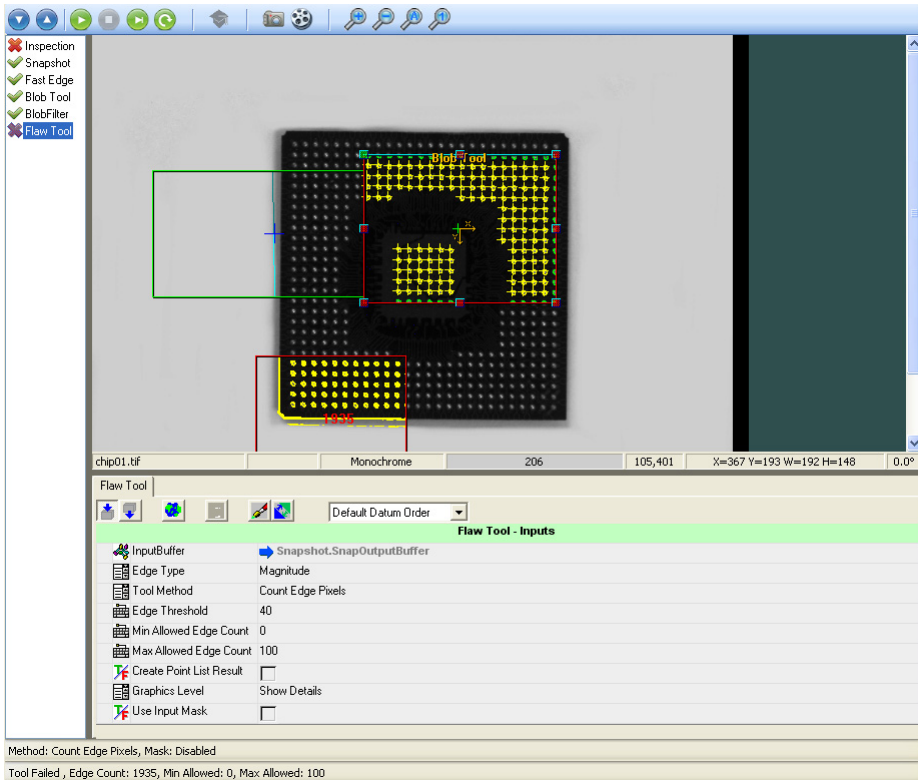 Inspection
Snapshot
Fast Edge
Blob Tool
BlobFilter
Flaw Tool
Blob Tool
X
Y
1935
chip01.tif Monochrome 206 105,401 X=367 Y=193 W=192 H=148 0.0°
Flaw Tool
Default Datum Order
Flaw Tool - Inputs
InputBuffer Snapshot.SnapOutputBuffer
Edge Type Magnitude
Tool Method Count Edge Pixels
Edge Threshold 40
Min Allowed Edge Count 0
Max Allowed Edge Count 100
Create Point List Result
Graphics Level Show Details
Use Input Mask
Method: Count Edge Pixels, Mask: Disabled
Tool Failed , Edge Count: 1935, Min Allowed: 0, Max Allowed: 100